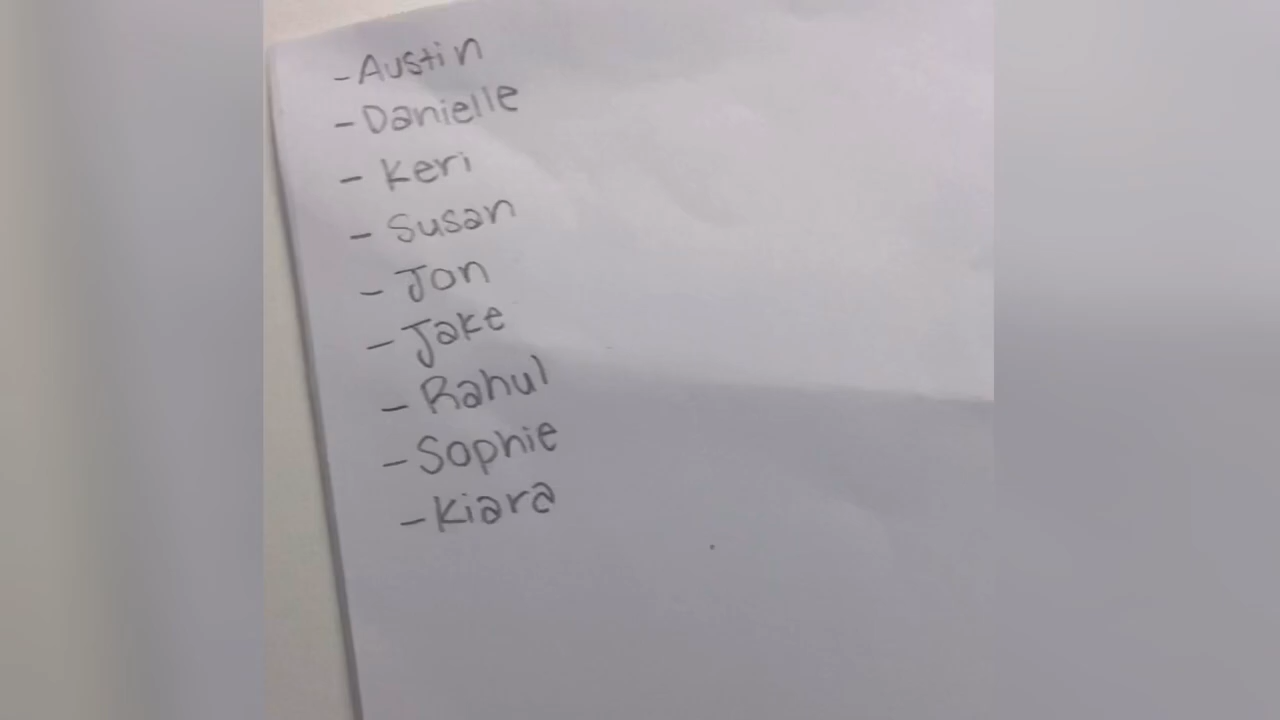 - Austin
- Danielle
- Keri
- Susan
- Jon
- Jake
- Rahul
- Sophie
- Kiara